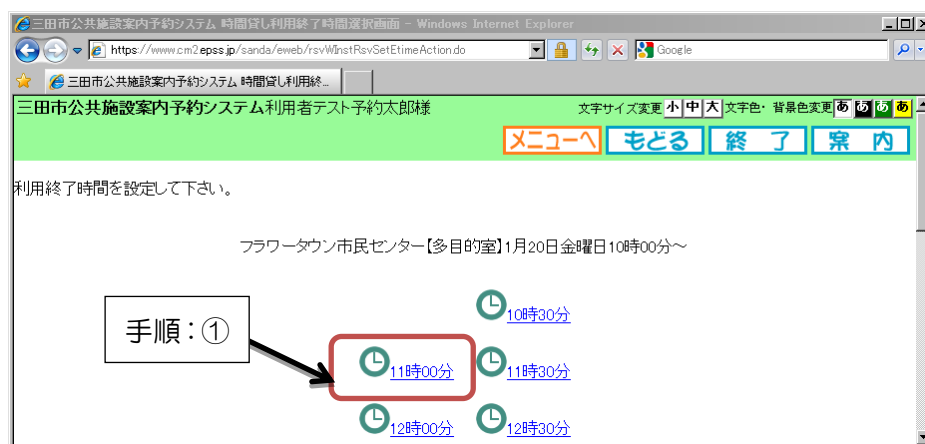 三田市公共施設案内予約システム 時間貸し利用終了時間選択画面 - Windows Internet Explorer
https://www.cm2.epss.jp/sanda/eweb/rsvWInstRsvSetEtimeAction.do
Google
三田市公共施設案内予約システム 時間貸し利用終...
三田市公共施設案内予約システム利用者テスト予約太郎様
文字サイズ変更 小 中 大 文字色・ 背景色変更 あ あ あ あ
メニューへ もどる 終 了 案 内
利用終了時間を設定して下さい。
フラワータウン市民センター【多目的室】1月20日金曜日10時00分～
10時30分
手順：①
11時00分 11時30分
12時00分 12時30分